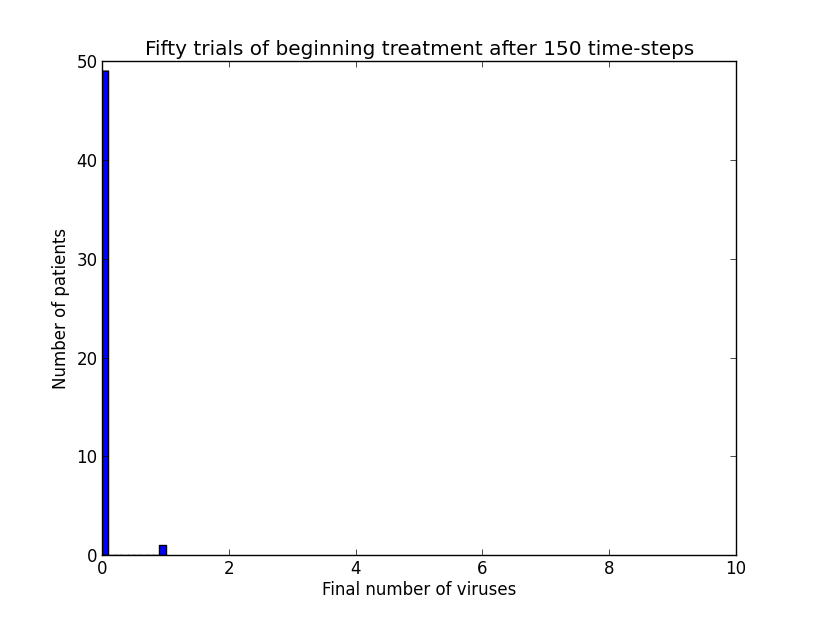 Fifty trials of beginning treatment after 150 time-steps
50
40
30
20
10
0
Number of patients
0 2 4 6 8 10
Final number of viruses